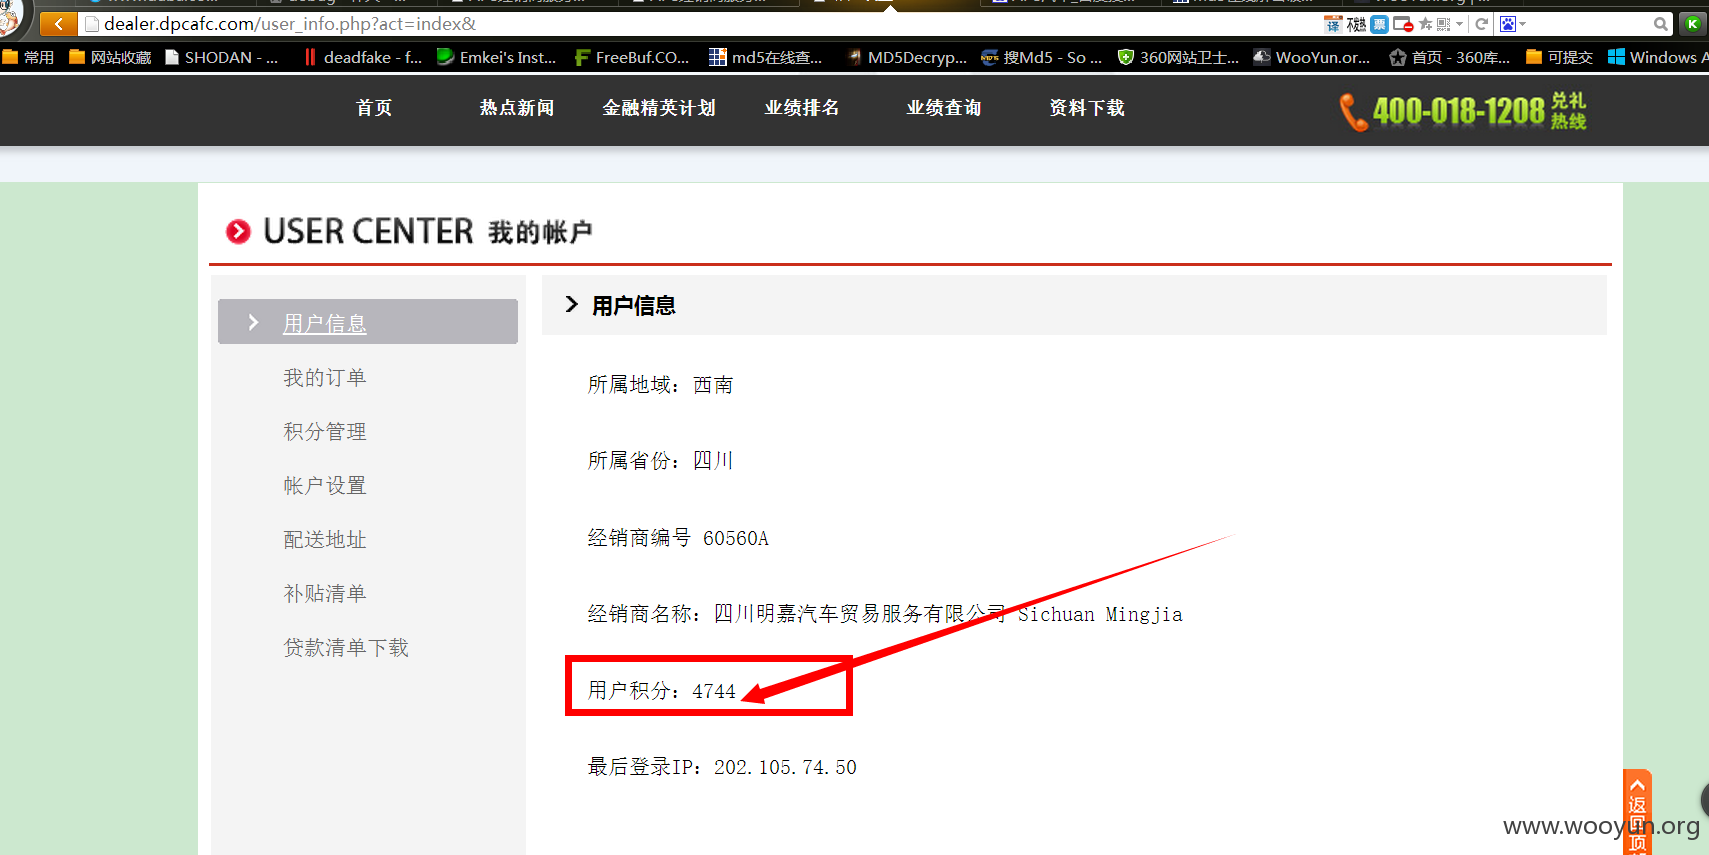 dealer.dpcafc.com/user_info.php?act=index&
常用 网站收藏 SHODAN - ... deadfake - f... Emkei's Inst... FreeBuf.CO... md5在线查... MD5Decryp... 搜Md5 - So ... 360网站卫士... WooYun.or... 首页 - 360库... 可提交 Windows A
首页 热点新闻 金融精英计划 业绩排名 业绩查询 资料下载 400-018-1208 兑礼热线
USER CENTER 我的帐户
用户信息
我的订单
积分管理
帐户设置
配送地址
补贴清单
贷款清单下载
用户信息
所属地域：西南
所属省份：四川
经销商编号 60560A
经销商名称：四川明嘉汽车贸易服务有限公司 Sichuan Mingjia
用户积分：4744
最后登录IP：202.105.74.50
返回顶
www.wooyun.org